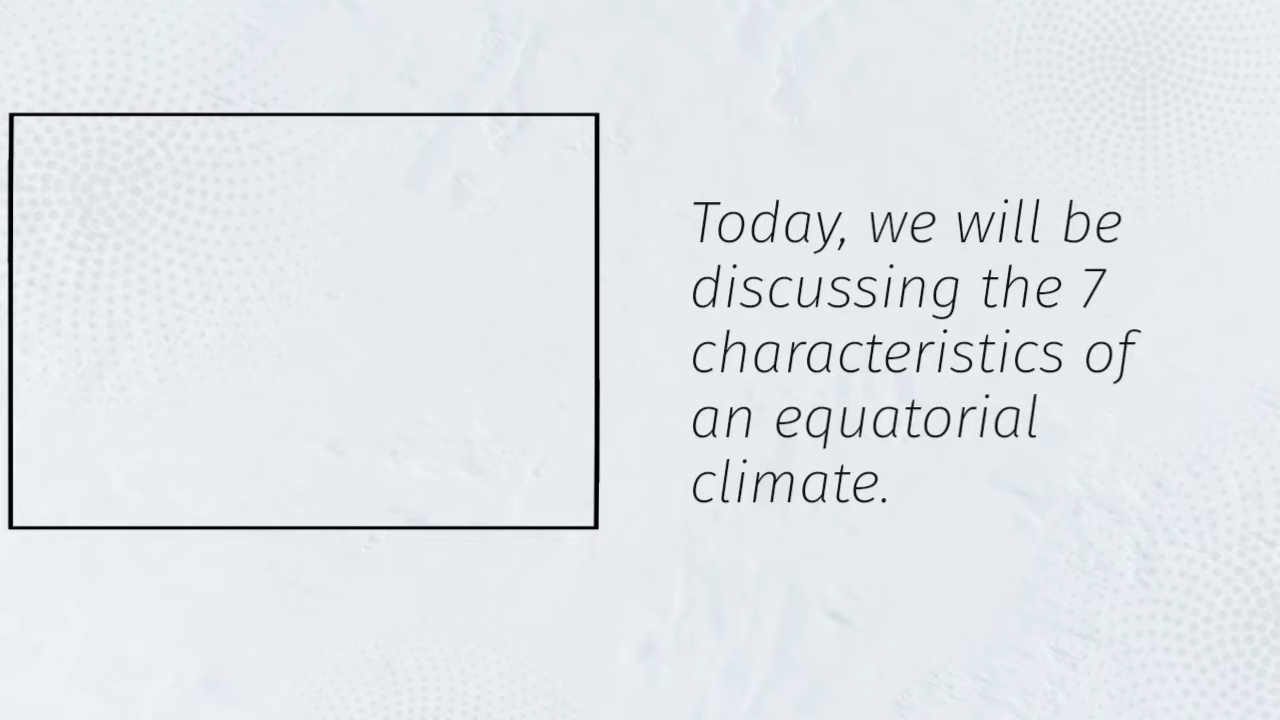 Today, we will be
discussing the 7
characteristics of
an equatorial
climate.